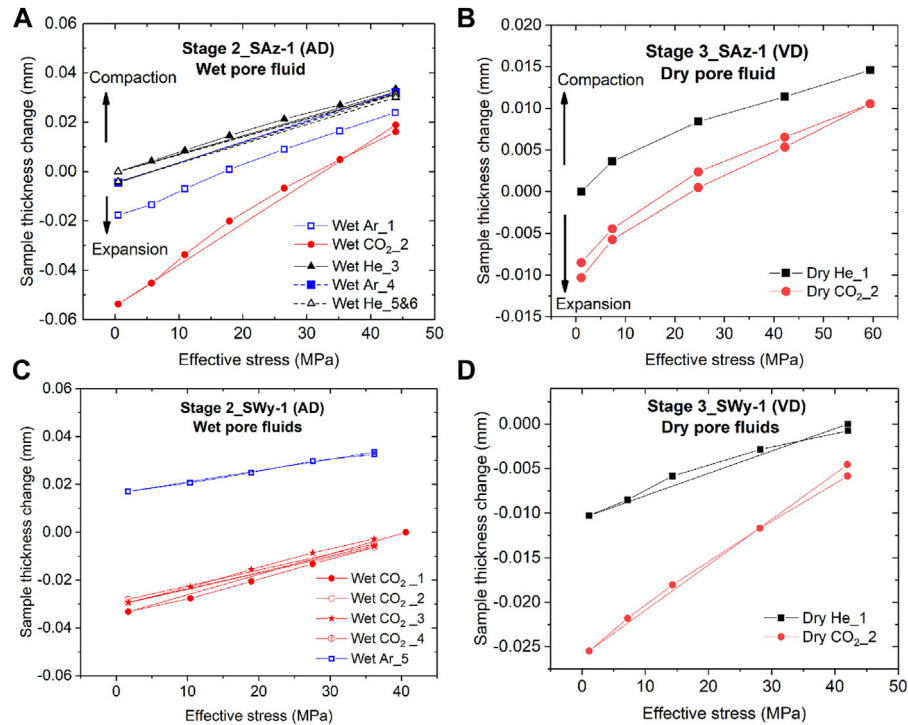 A
Stage 2_SAz-1 (AD)
Wet pore fluid
Compaction
Expansion
Sample thickness change (mm)
0.06
0.04
0.02
0.00
-0.02
-0.04
-0.06
0 10 20 30 40 50
Effective stress (MPa)
Wet Ar_1
Wet CO₂_2
Wet He_3
Wet Ar_4
Wet He_5&6
B
Stage 3_SAz-1 (VD)
Dry pore fluid
Compaction
Expansion
Sample thickness change (mm)
0.015
0.010
0.005
0.000
-0.005
-0.010
-0.015
0 10 20 30 40 50 60
Effective stress (MPa)
Dry He_1
Dry CO₂_2
C
Stage 2_SWy-1 (AD)
Wet pore fluids
Sample thickness change (mm)
0.06
0.04
0.02
0.00
-0.02
-0.04
-0.06
0 10 20 30 40
Effective stress (MPa)
Wet CO₂_1
Wet CO₂_2
Wet CO₂_3
Wet CO₂_4
Wet Ar_5
D
Stage 3_SWy-1 (VD)
Dry pore fluids
Sample thickness change (mm)
0.000
-0.005
-0.010
-0.015
-0.020
-0.025
0 10 20 30 40 50
Effective stress (MPa)
Dry He_1
Dry CO₂_2